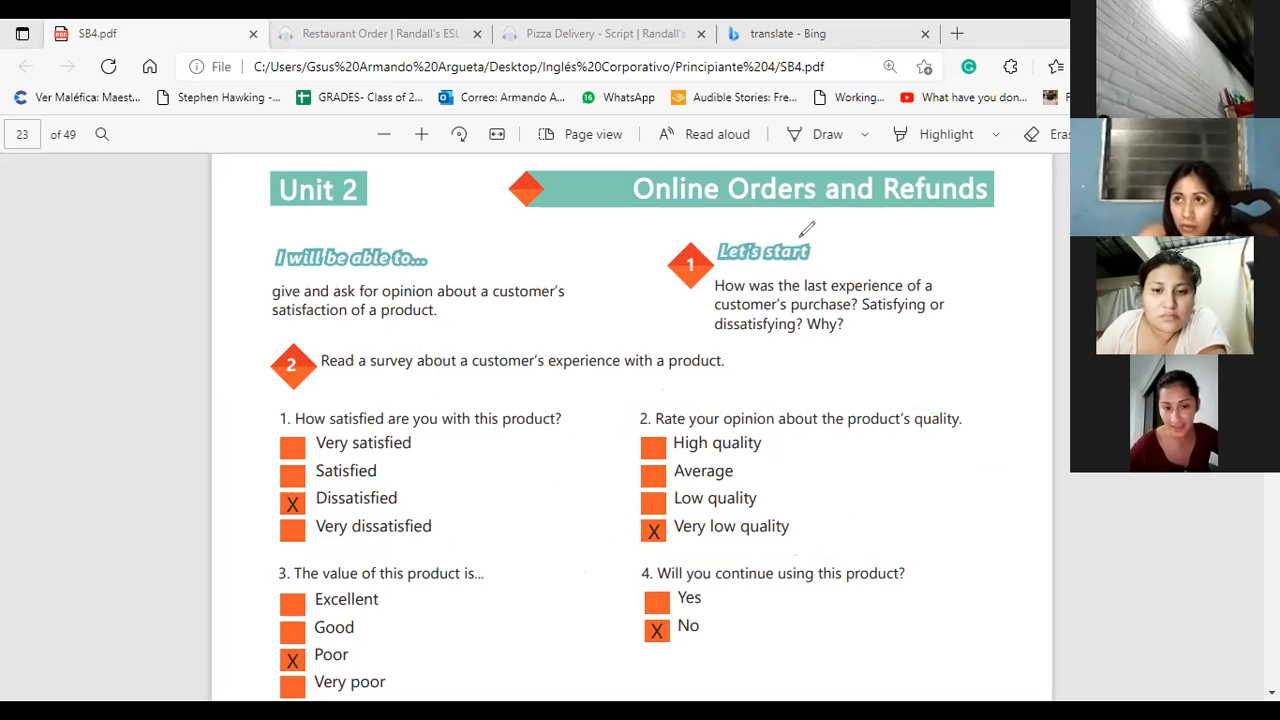 SB4.pdf
Restaurant Order | Randall's ESL
Pizza Delivery - Script | Randall's
translate - Bing
File
C:/Users/Gsus%20Armando%20Argueta/Desktop/Inglés%20Corporativo/Principiante%204/SB4.pdf
Ver Maléfica: Maest...
Stephen Hawking -...
GRADES- Class of 2...
Correo: Armando A...
WhatsApp
Audible Stories: Fre...
Working...
What have you don...
23 of 49
Page view
Read aloud
Draw
Highlight
Eras
Unit 2
Online Orders and Refunds
I will be able to...
give and ask for opinion about a customer's
satisfaction of a product.
1
Let's start
How was the last experience of a
customer's purchase? Satisfying or
dissatisfying? Why?
2
Read a survey about a customer's experience with a product.
1. How satisfied are you with this product?
Very satisfied
Satisfied
X Dissatisfied
Very dissatisfied
2. Rate your opinion about the product's quality.
High quality
Average
Low quality
X Very low quality
3. The value of this product is...
Excellent
Good
X Poor
Very poor
4. Will you continue using this product?
Yes
X No